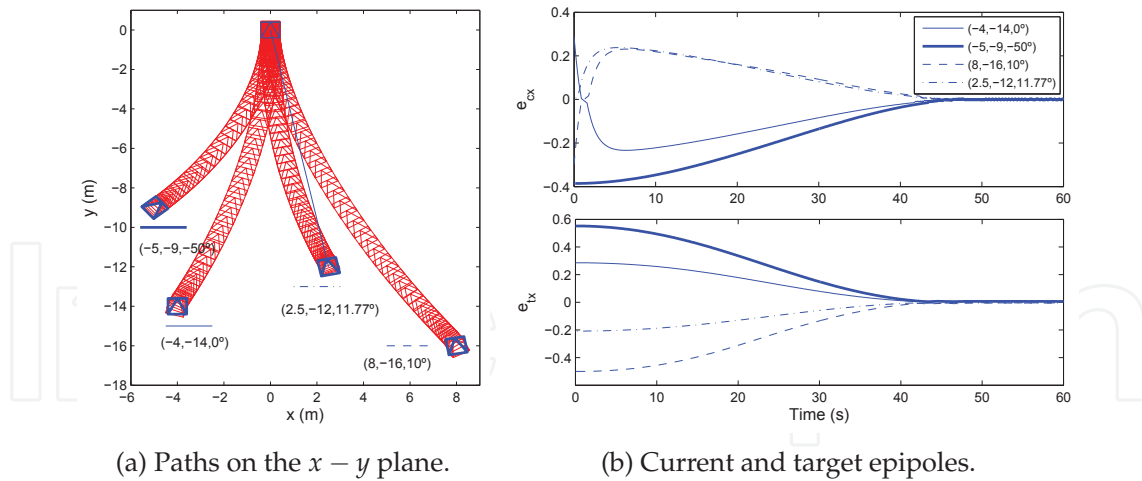 0
−2
−4
−6
−8
−10
−12
−14
−16
−18
y (m)
(−5,−9,−50º)
(−4,−14,0º)
(2.5,−12,11.77º)
(8,−16,10º)
−6 −4 −2 0 2 4 6 8
x (m)
(a) Paths on the x − y plane.
0.4
0.2
0
−0.2
−0.4
e_cx
(−4,−14,0º)
(−5,−9,−50º)
(8,−16,10º)
(2.5,−12,11.77º)
0 10 20 30 40 50 60
0.6
0.4
0.2
0
−0.2
−0.4
e_tx
0 10 20 30 40 50 60
Time (s)
(b) Current and target epipoles.